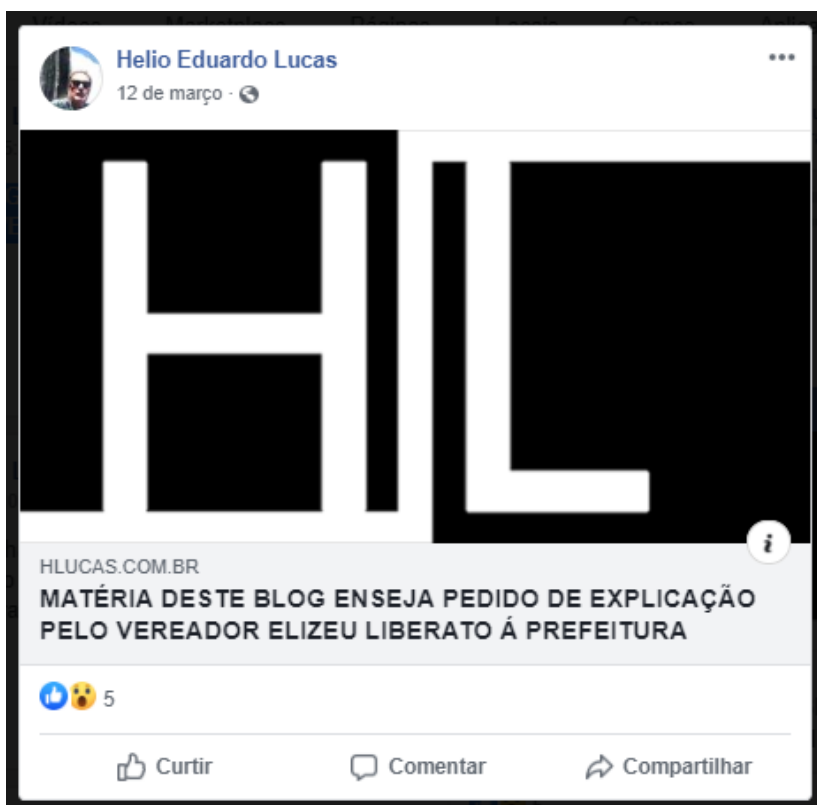 Helio Eduardo Lucas
12 de março
HL
HLUCAS.COM.BR
MATÉRIA DESTE BLOG ENSEJA PEDIDO DE EXPLICAÇÃO
PELO VEREADOR ELIZEU LIBERATO Á PREFEITURA
5
Curtir Comentar Compartilhar